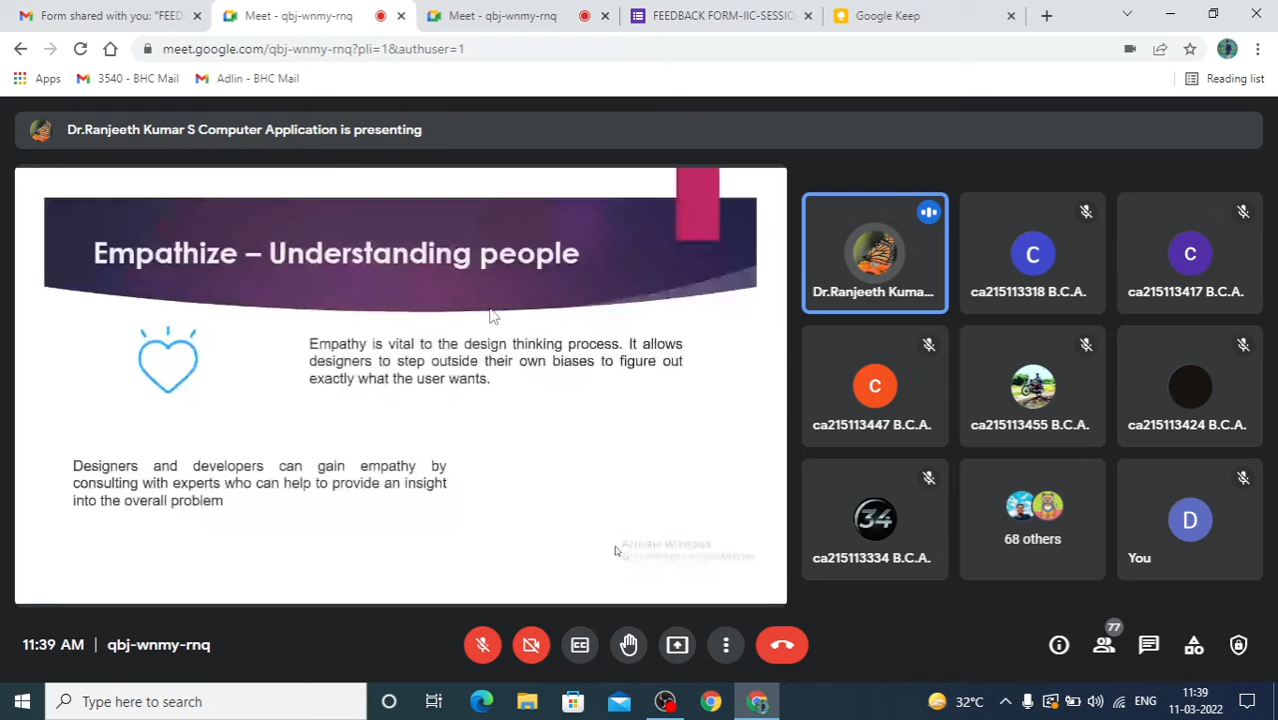 Form shared with you: "FEED
Meet - qbj-wnmy-rnq
Meet - qbj-wnmy-rnq
FEEDBACK FORM-IIC-SESSIO
Google Keep
meet.google.com/qbj-wnmy-rnq?pli=1&authuser=1
Apps
3540 - BHC Mail
Adlin - BHC Mail
Reading list
Dr.Ranjeeth Kumar S Computer Application is presenting
Empathize – Understanding people
Empathy is vital to the design thinking process. It allows
designers to step outside their own biases to figure out
exactly what the user wants.
Designers and developers can gain empathy by
consulting with experts who can help to provide an insight
into the overall problem
Activate Windows
Dr.Ranjeeth Kuma...
C
ca215113318 B.C.A.
C
ca215113417 B.C.A.
C
ca215113447 B.C.A.
ca215113455 B.C.A.
ca215113424 B.C.A.
34
ca215113334 B.C.A.
68 others
D
You
11:39 AM | qbj-wnmy-rnq
CC
77
Type here to search
32°C
ENG
11:39
11-03-2022